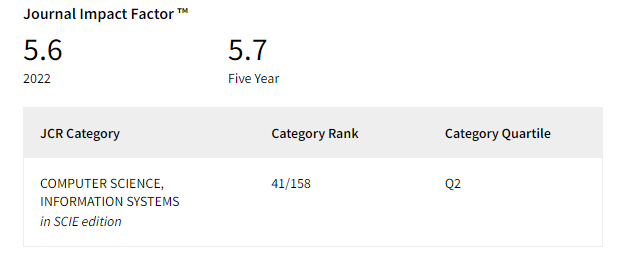 Journal Impact Factor ™
5.6 5.7
2022 Five Year
JCR Category Category Rank Category Quartile
COMPUTER SCIENCE, 41/158 Q2
INFORMATION SYSTEMS
in SCIE edition